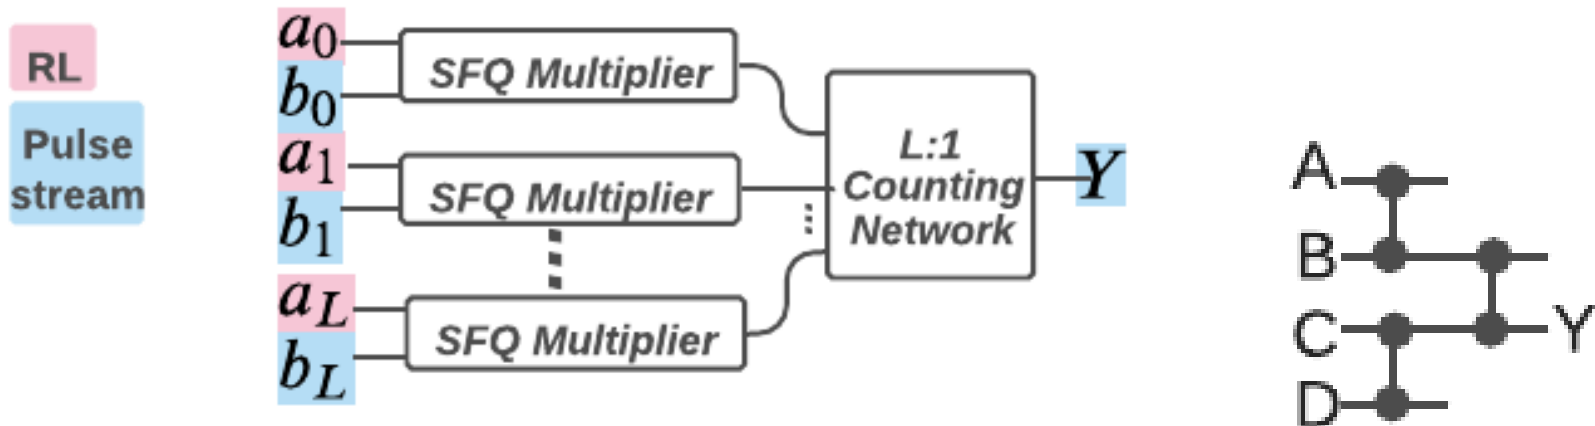 RL
Pulse
stream
a0
b0
a1
b1
aL
bL
SFQ Multiplier
SFQ Multiplier
SFQ Multiplier
L:1
Counting
Network
Y
A
B
C
D
Y